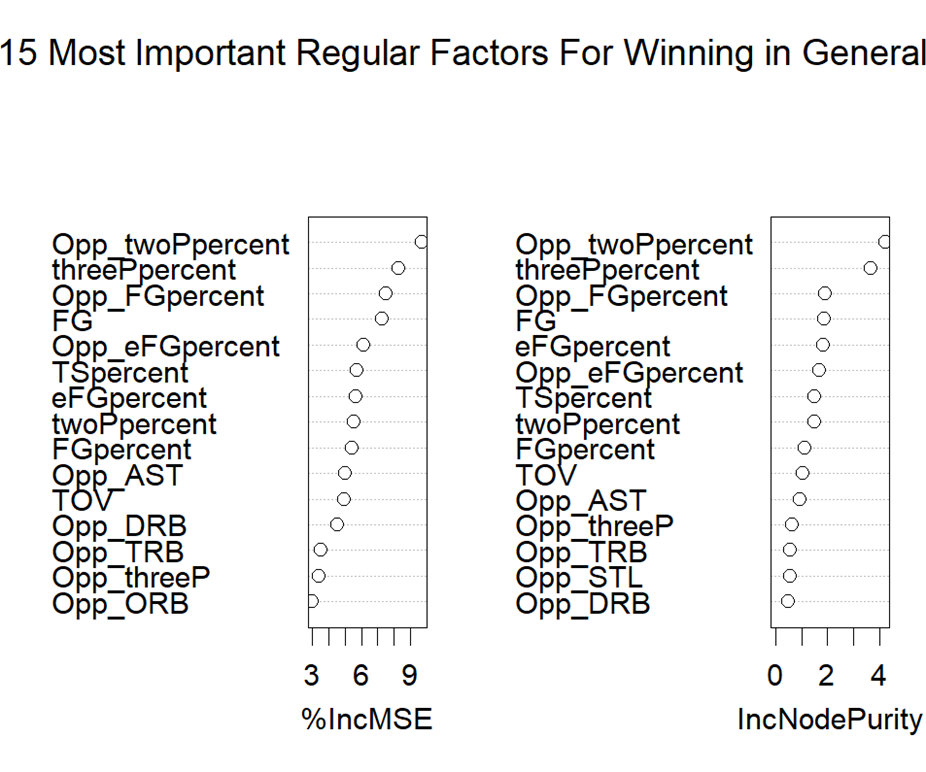 15 Most Important Regular Factors For Winning in General
Opp_twoPpercent
threePpercent
Opp_FGpercent
FG
Opp_eFGpercent
TSpercent
eFGpercent
twoPpercent
FGpercent
Opp_AST
TOV
Opp_DRB
Opp_TRB
Opp_threeP
Opp_ORB
3 6 9
%IncMSE
Opp_twoPpercent
threePpercent
Opp_FGpercent
FG
eFGpercent
Opp_eFGpercent
TSpercent
twoPpercent
FGpercent
TOV
Opp_AST
Opp_threeP
Opp_TRB
Opp_STL
Opp_DRB
0 2 4
IncNodePurity